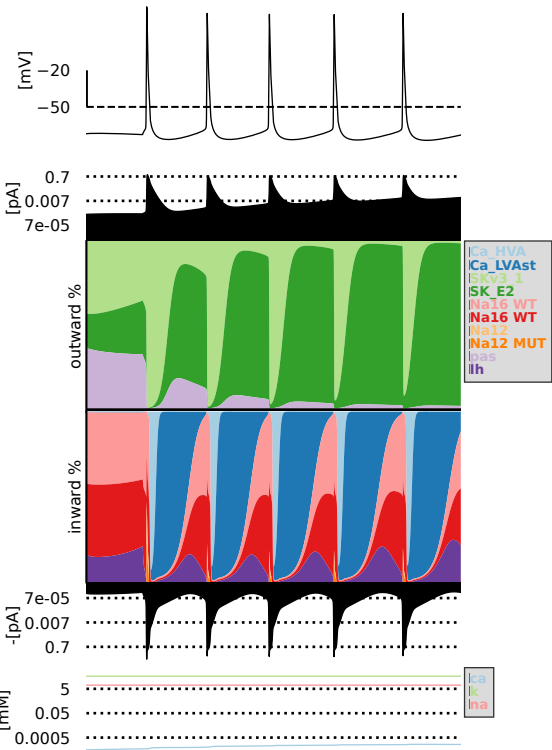 [mV]
−20
−50
[pA]
0.7
0.007
7e-05
outward %
Ca_HVA
Ca_LVAst
SKv3_1
SK_E2
Na16 WT
Na16 WT
Na12
Na12 MUT
pas
Ih
inward %
-[pA]
7e-05
0.007
0.7
[mM]
5
0.05
0.0005
ca
k
na